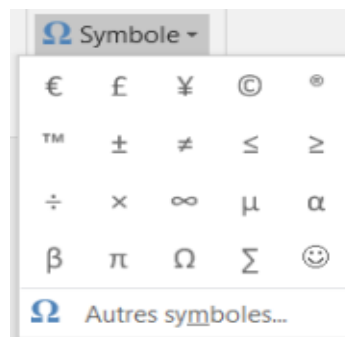 Ω Symbole
€ £ ¥ © ®
™ ± ≠ ≤ ≥
÷ × ∞ µ α
β π Ω ∑ ☺
Ω Autres symboles...